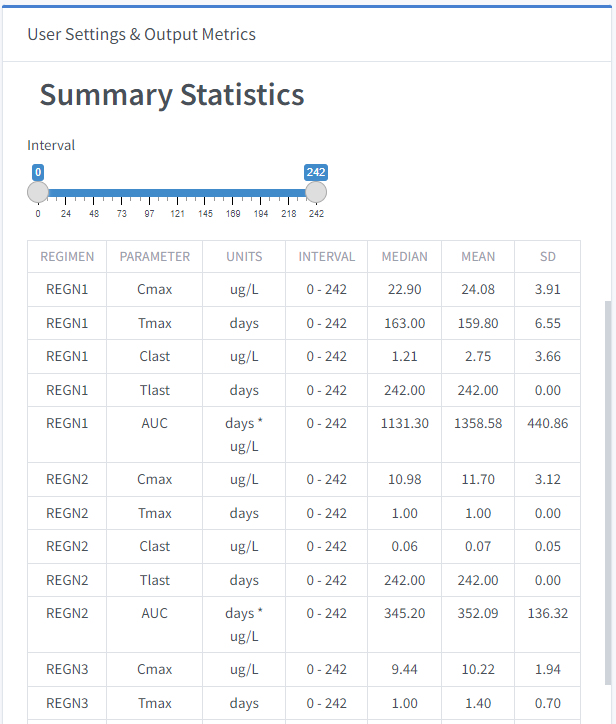 User Settings & Output Metrics
Summary Statistics
Interval
0 242
0 24 48 73 97 121 145 169 194 218 242
REGIMEN PARAMETER UNITS INTERVAL MEDIAN MEAN SD
REGN1 Cmax ug/L 0 - 242 22.90 24.08 3.91
REGN1 Tmax days 0 - 242 163.00 159.80 6.55
REGN1 Clast ug/L 0 - 242 1.21 2.75 3.66
REGN1 Tlast days 0 - 242 242.00 242.00 0.00
REGN1 AUC days * 0 - 242 1131.30 1358.58 440.86
ug/L
REGN2 Cmax ug/L 0 - 242 10.98 11.70 3.12
REGN2 Tmax days 0 - 242 1.00 1.00 0.00
REGN2 Clast ug/L 0 - 242 0.06 0.07 0.05
REGN2 Tlast days 0 - 242 242.00 242.00 0.00
REGN2 AUC days * 0 - 242 345.20 352.09 136.32
ug/L
REGN3 Cmax ug/L 0 - 242 9.44 10.22 1.94
REGN3 Tmax days 0 - 242 1.00 1.40 0.70